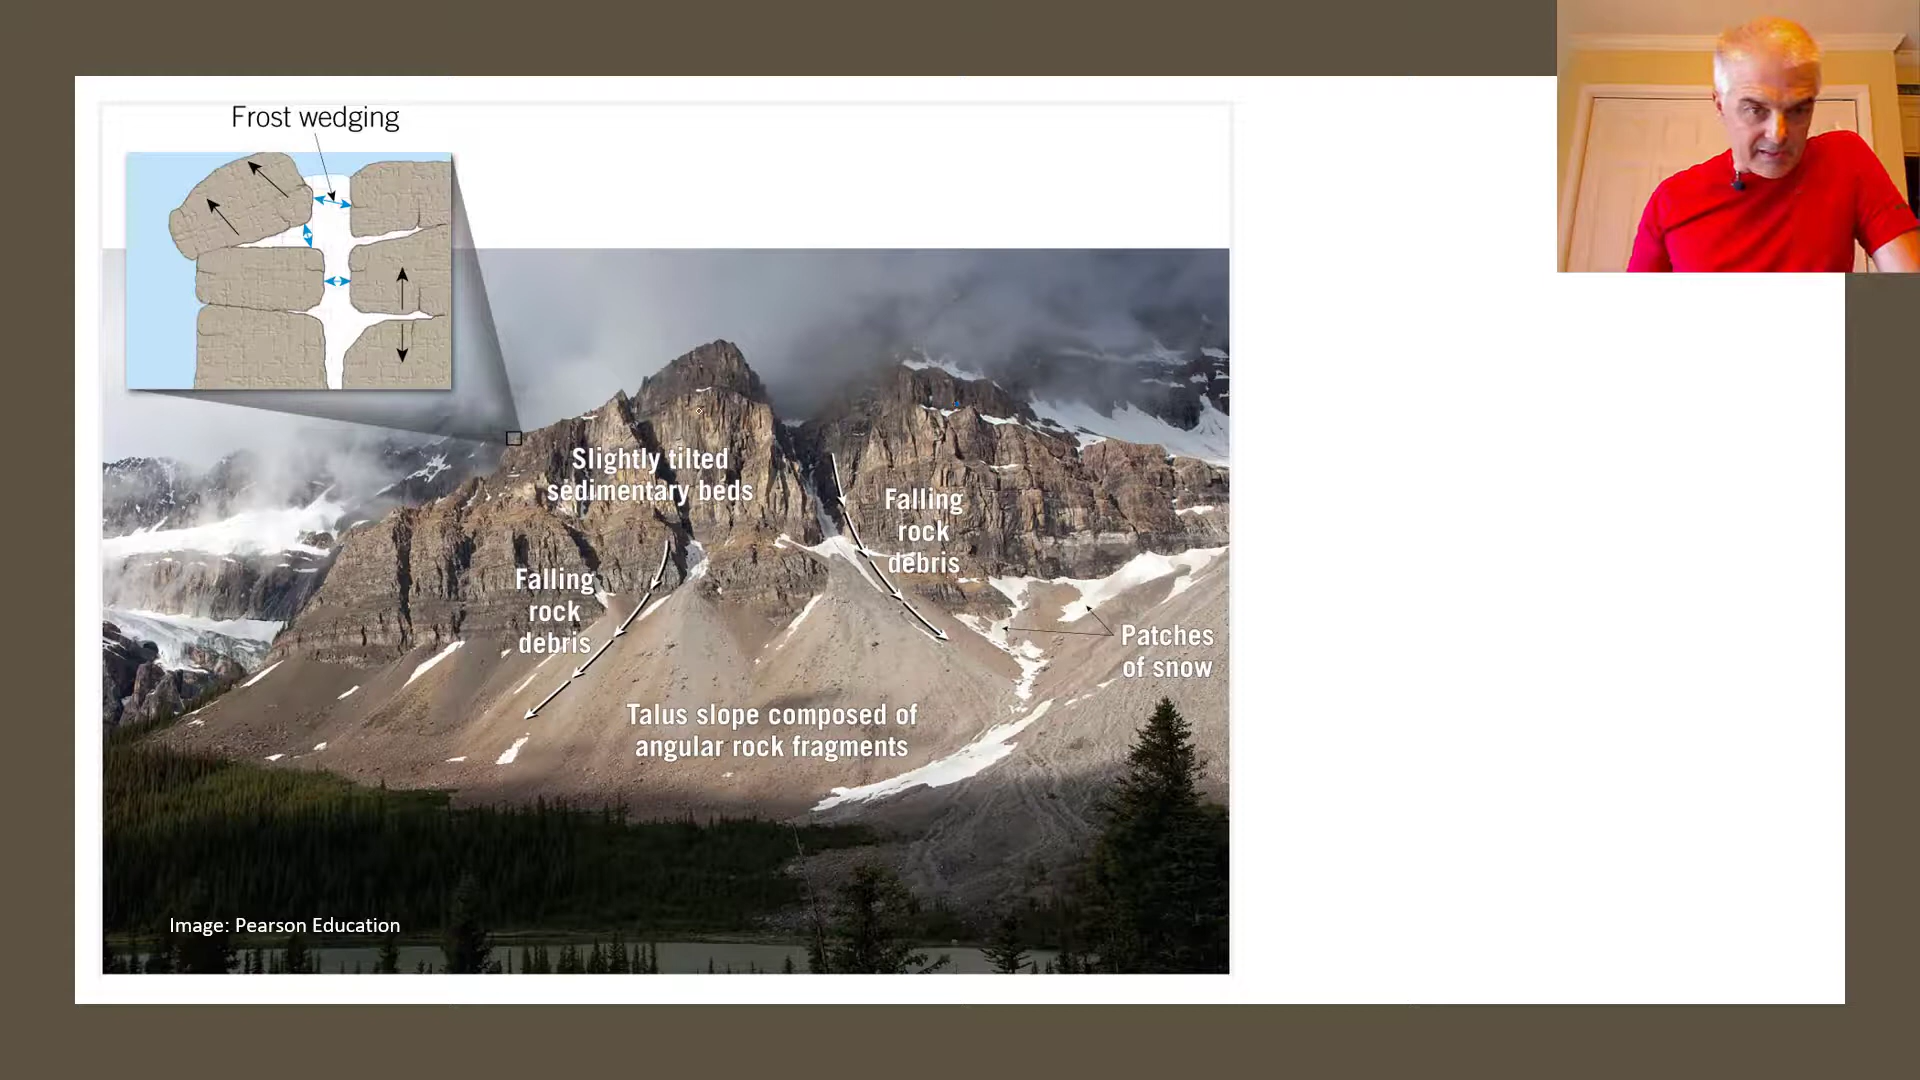 Frost wedging
Slightly tilted
sedimentary beds
Falling
rock
debris
Falling
rock
debris
Patches
of snow
Talus slope composed of
angular rock fragments
Image: Pearson Education